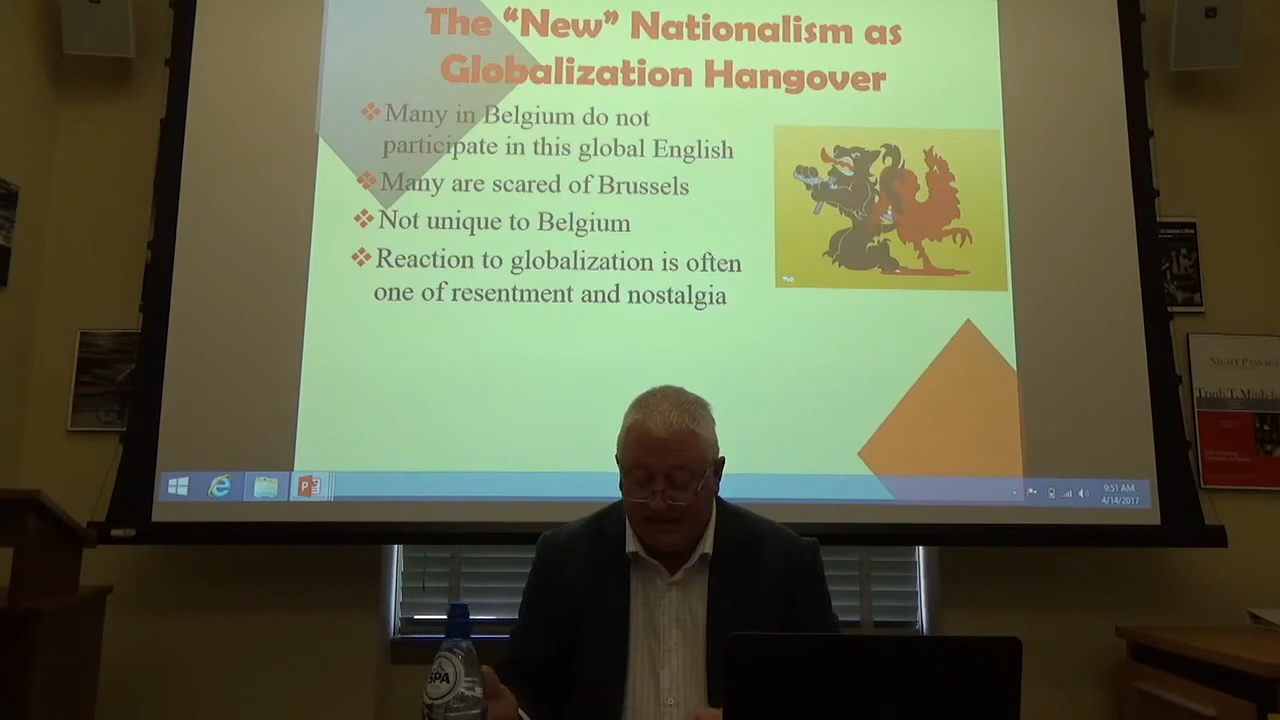 The “New” Nationalism as
Globalization Hangover
Many in Belgium do not
participate in this global English
Many are scared of Brussels
Not unique to Belgium
Reaction to globalization is often
one of resentment and nostalgia
9:51 AM
4/14/2017
NIGHT PASSAGE
SPA